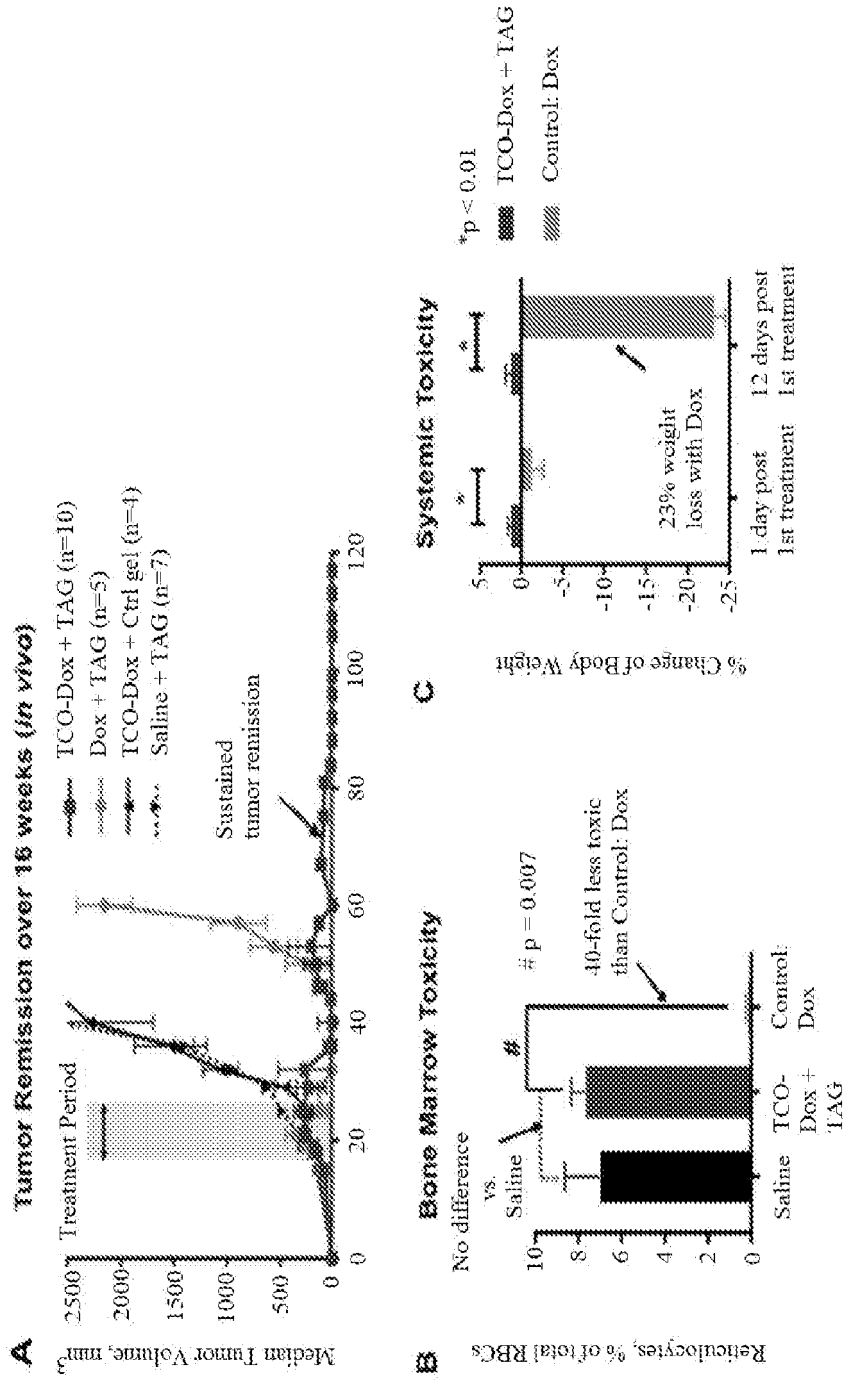 A
Tumor Remission over 16 weeks (in vivo)
Median Tumor Volume, mm³
2500
2000
1500
1000
500
0
Treatment Period
TCO-Dox + TAG (n=10)
Dox + TAG (n=5)
TCO-Dox + Ctrl gel (n=4)
Saline + TAG (n=7)
Sustained
tumor remission
0
20
40
60
80
100
120
B
Bone Marrow Toxicity
Reticulocytes, % of total RBCs
10
8
6
4
2
0
No difference
vs.
Saline
#
# p = 0.007
40-fold less toxic
than Control: Dox
Saline
TCO-
Dox +
TAG
Control:
Dox
C
Systemic Toxicity
% Change of Body Weight
5
0
-5
-10
-15
-20
-25
*
*
*p < 0.01
TCO-Dox + TAG
Control: Dox
23% weight
loss with Dox
1 day post
1st treatment
12 days post
1st treatment